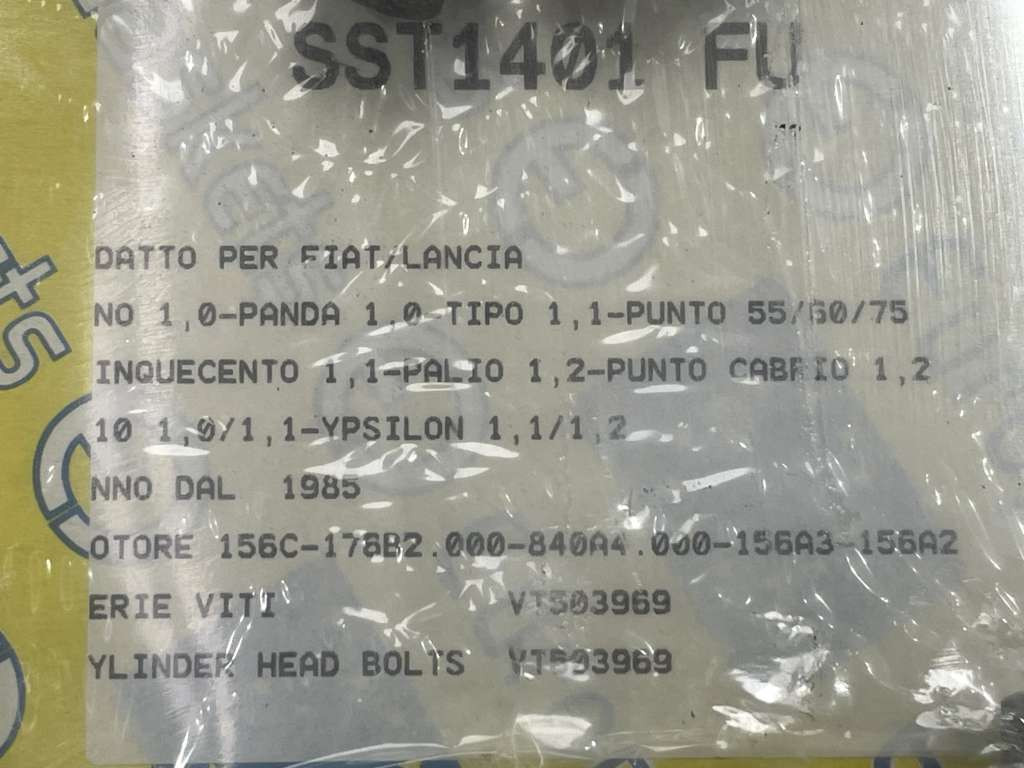 SST1401 FU
DATTO PER FIAT/LANCIA
NO 1,0-PANDA 1,0-TIPO 1,1-PUNTO 55/60/75
INQUECENTO 1,1-PALIO 1,2-PUNTO CABRIO 1,2
10 1,0/1,1-YPSILON 1,1/1,2
NNO DAL 1985
OTORE 156C-176B2.000-840A4.000-156A3-156A2
ERIE VITI VT503969
YLINDER HEAD BOLTS VT503969